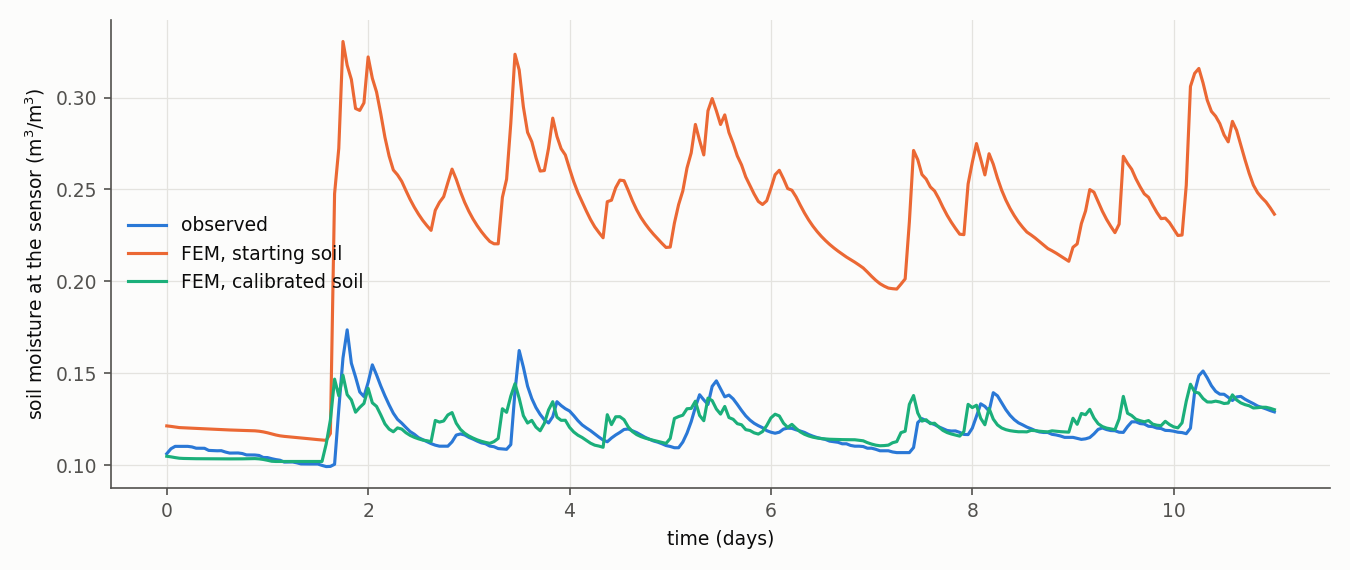 soil moisture at the sensor (m³/m³)
0.30
0.25
0.20
0.15
0.10
observed
FEM, starting soil
FEM, calibrated soil
0 2 4 6 8 10
time (days)